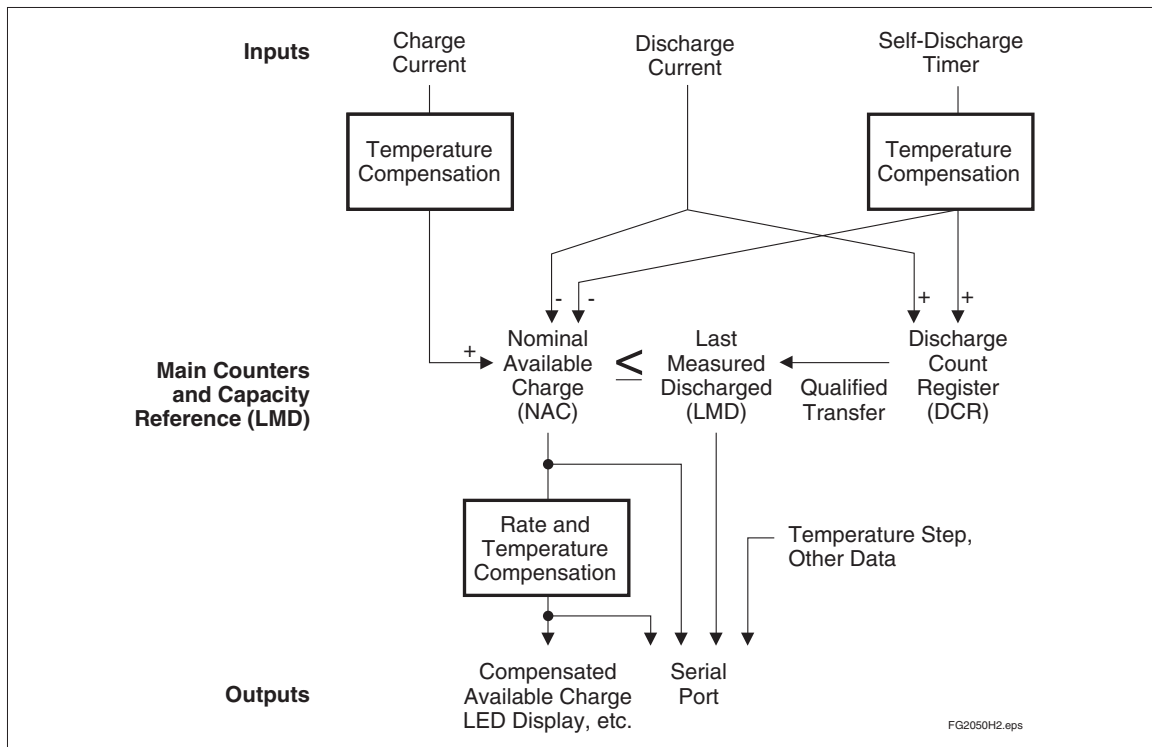 Inputs
Charge
Current
Discharge
Current
Self-Discharge
Timer
Temperature
Compensation
Temperature
Compensation
-
-
+
+
+
Main Counters
and Capacity
Reference (LMD)
Nominal
Available
Charge
(NAC)
≤
Last
Measured
Discharged
(LMD)
Qualified
Transfer
Discharge
Count
Register
(DCR)
Rate and
Temperature
Compensation
Temperature Step,
Other Data
Outputs
Compensated
Available Charge
LED Display, etc.
Serial
Port
FG2050H2.eps